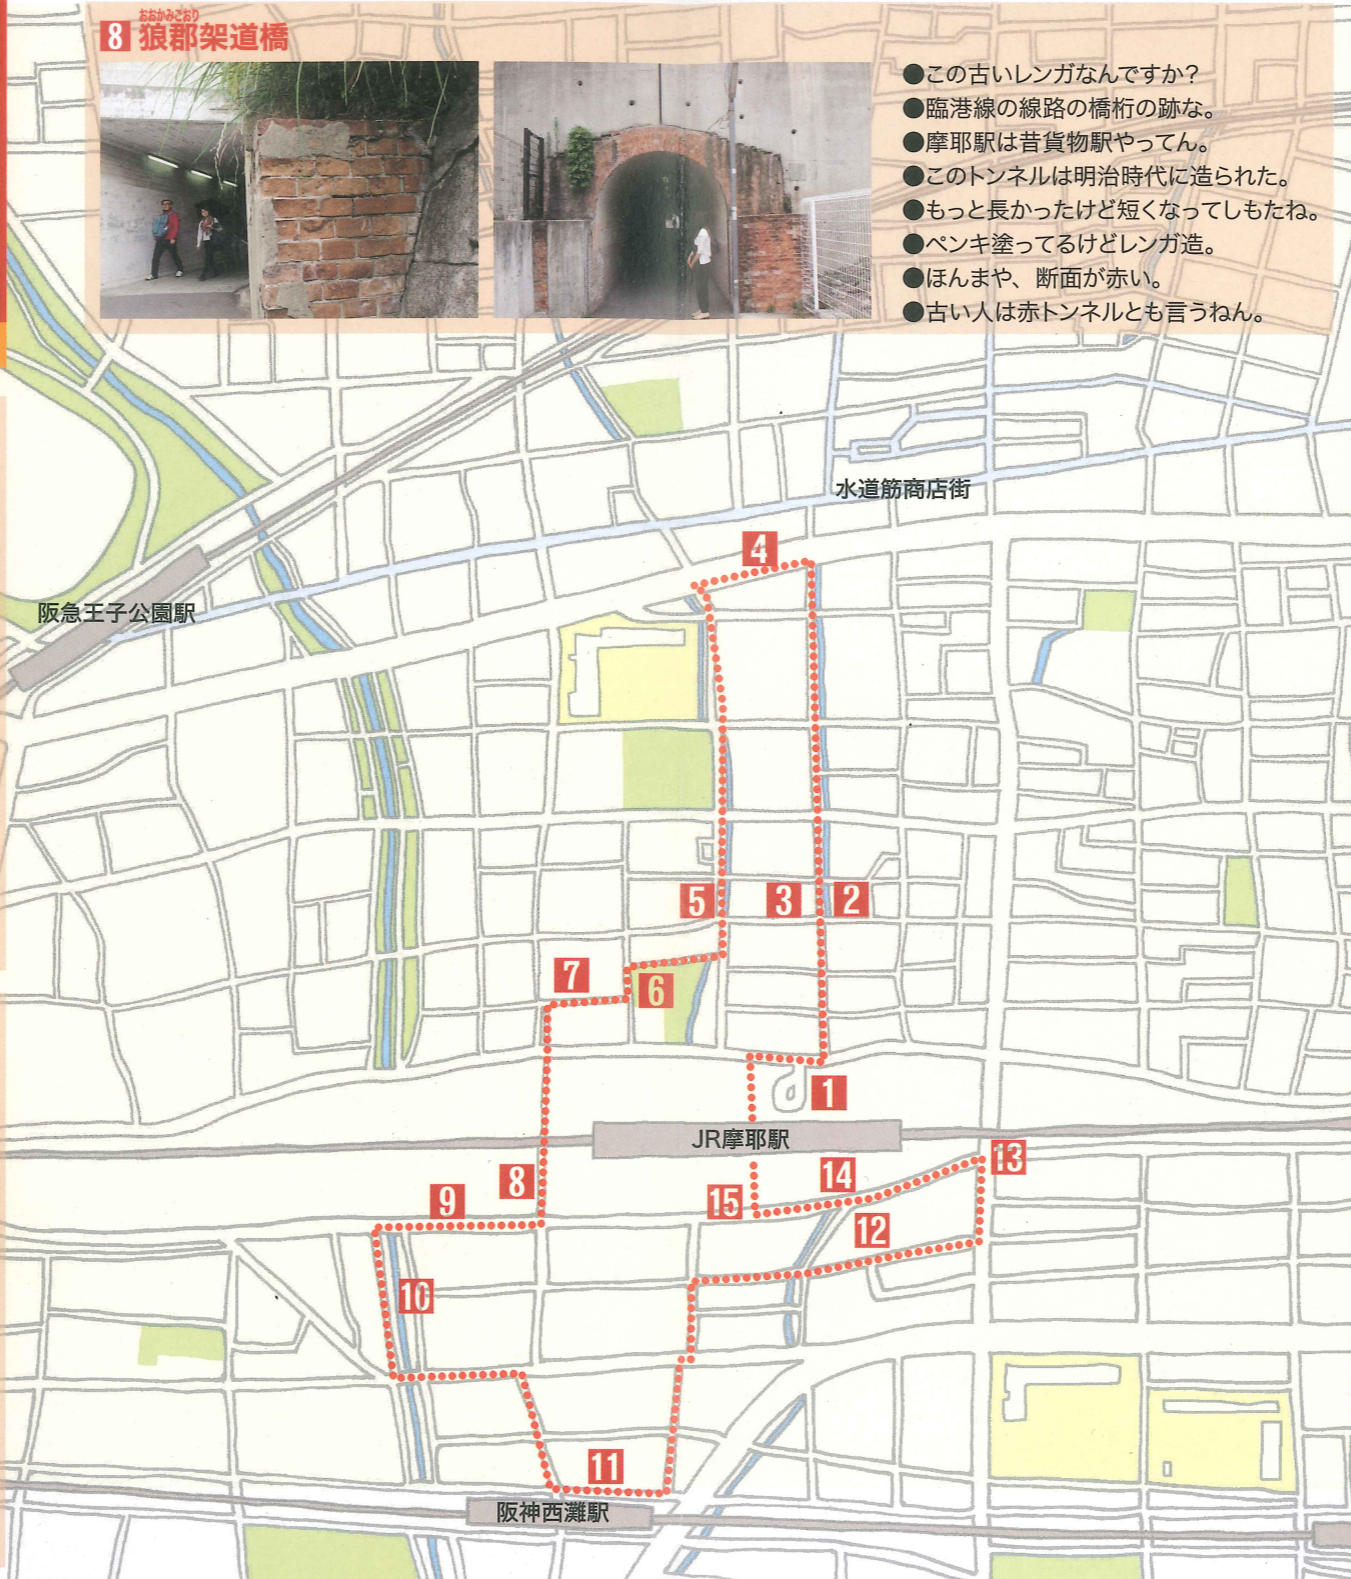 おおかみごおり
8 狼郡架道橋
●この古いレンガなんですか？
●臨港線の線路の橋桁の跡な。
●摩耶駅は昔貨物駅やってん。
●このトンネルは明治時代に造られた。
●もっと長かったけど短くなってしもたね。
●ペンキ塗ってるけどレンガ造。
●ほんまや、断面が赤い。
●古い人は赤トンネルとも言うねん。
水道筋商店街
4
阪急王子公園駅
5
3
2
7
6
1
JR摩耶駅
13
14
8
9
15
12
10
11
阪神西灘駅